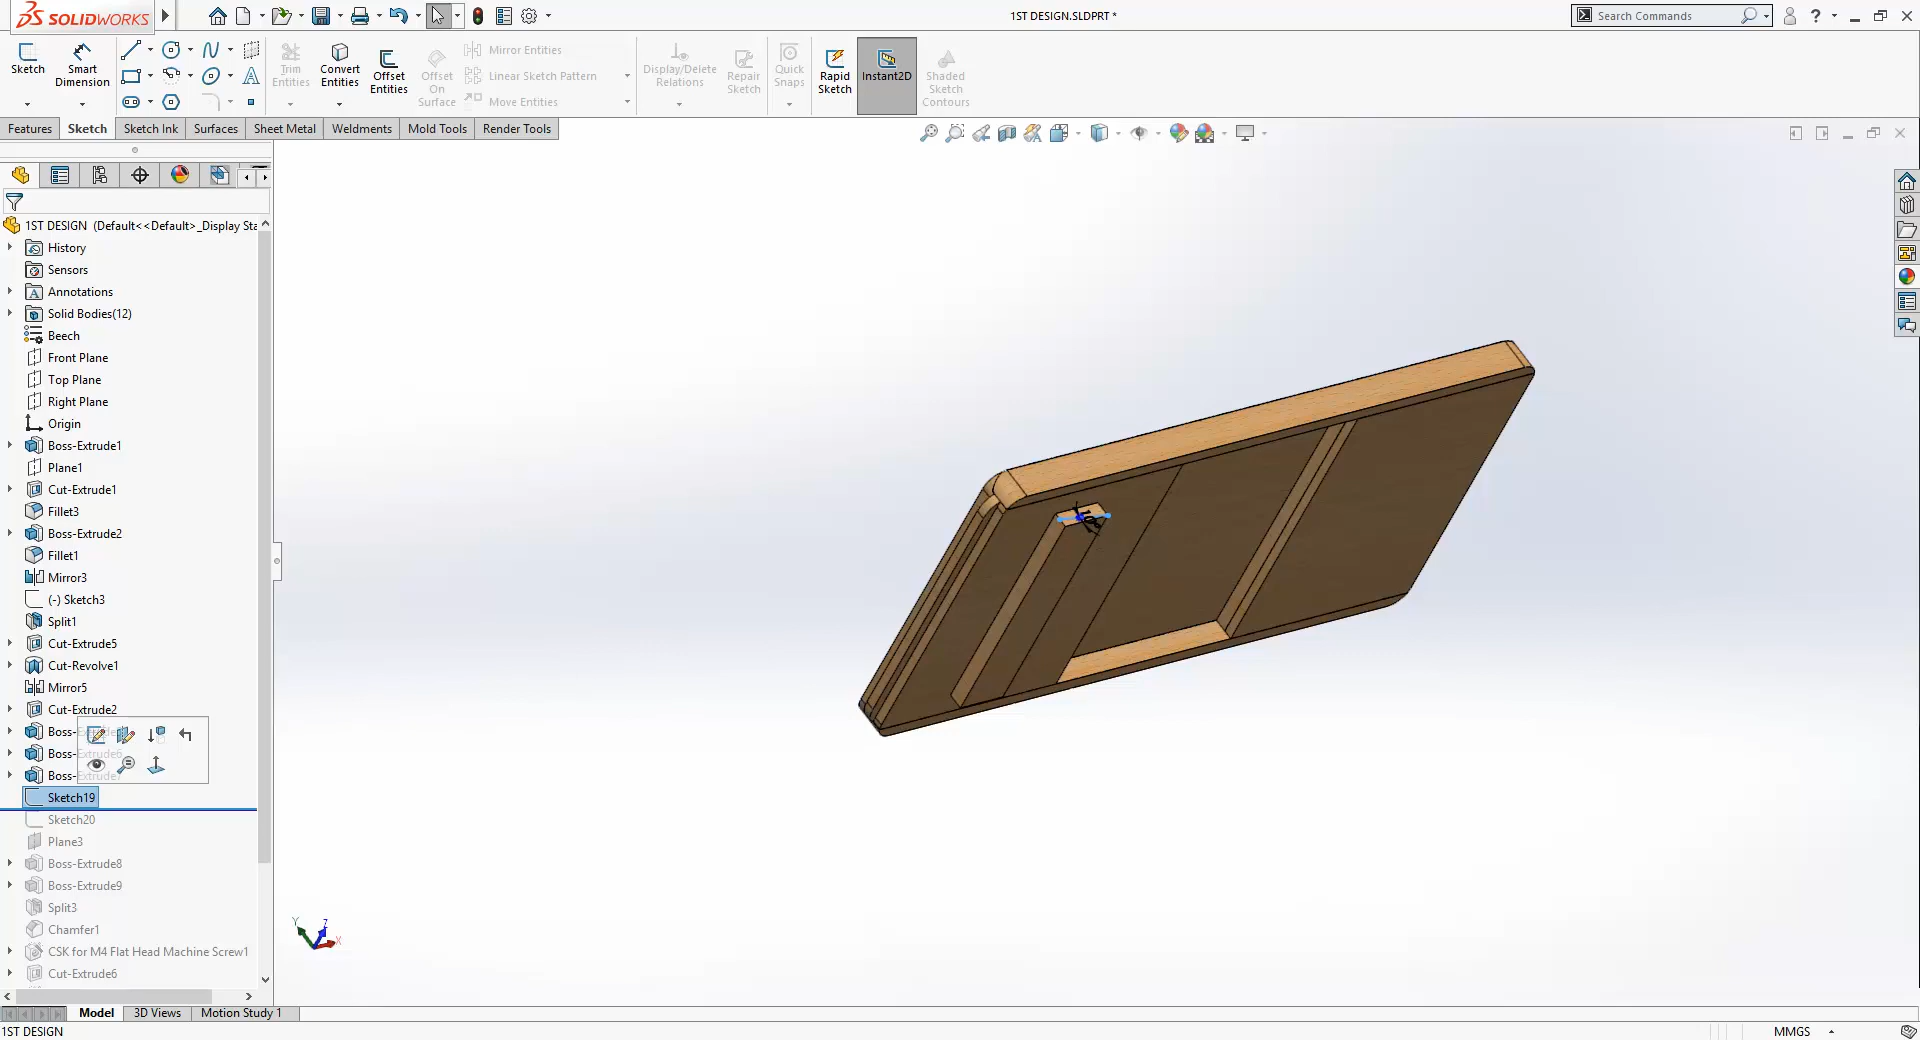 SOLIDWORKS
1ST DESIGN.SLDPRT *
Search Commands
?
Sketch
Smart Dimension
Trim Entities
Convert Entities
Offset Entities
Offset On Surface
Mirror Entities
Linear Sketch Pattern
Move Entities
Display/Delete Relations
Repair Sketch
Quick Snaps
Rapid Sketch
Instant2D
Shaded Sketch Contours
Features
Sketch
Sketch Ink
Surfaces
Sheet Metal
Weldments
Mold Tools
Render Tools
1ST DESIGN (Default<<Default>_Display Sta
History
Sensors
Annotations
Solid Bodies(12)
Beech
Front Plane
Top Plane
Right Plane
Origin
Boss-Extrude1
Plane1
Cut-Extrude1
Fillet3
Boss-Extrude2
Fillet1
Mirror3
(-) Sketch3
Split1
Cut-Extrude5
Cut-Revolve1
Mirror5
Cut-Extrude2
Boss-
Boss-Extrude6
Boss-Extrude7
Sketch19
Sketch20
Plane3
Boss-Extrude8
Boss-Extrude9
Split3
Chamfer1
CSK for M4 Flat Head Machine Screw1
Cut-Extrude6
Y
Z
X
Model
3D Views
Motion Study 1
1ST DESIGN
MMGS